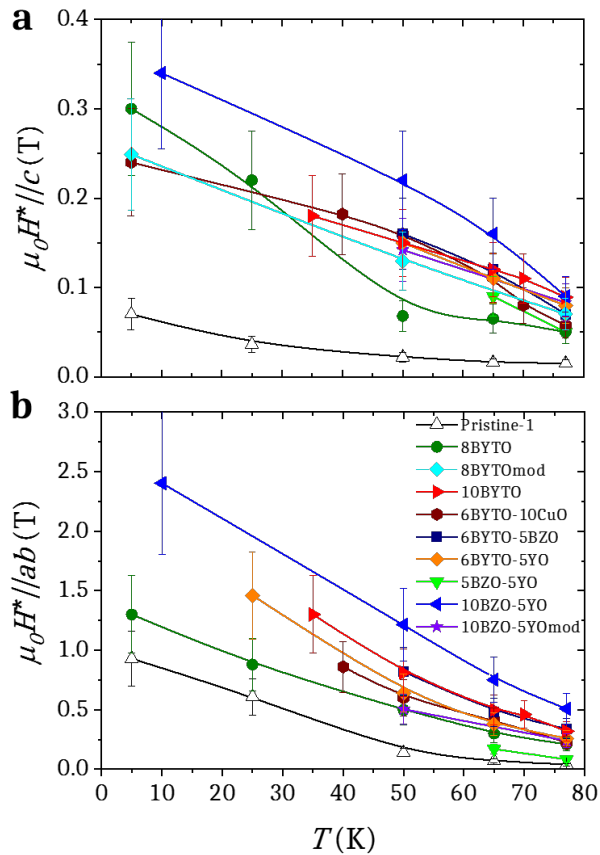 a
0.4
0.3
0.2
0.1
0.0
μ₀H*//c (T)
b
3.0
2.5
2.0
1.5
1.0
0.5
0.0
μ₀H*//ab (T)
Pristine-1
8BYTO
8BYTOmod
10BYTO
6BYTO-10CuO
6BYTO-5BZO
6BYTO-5YO
5BZO-5YO
10BZO-5YO
10BZO-5YOmod
0 10 20 30 40 50 60 70 80
T (K)